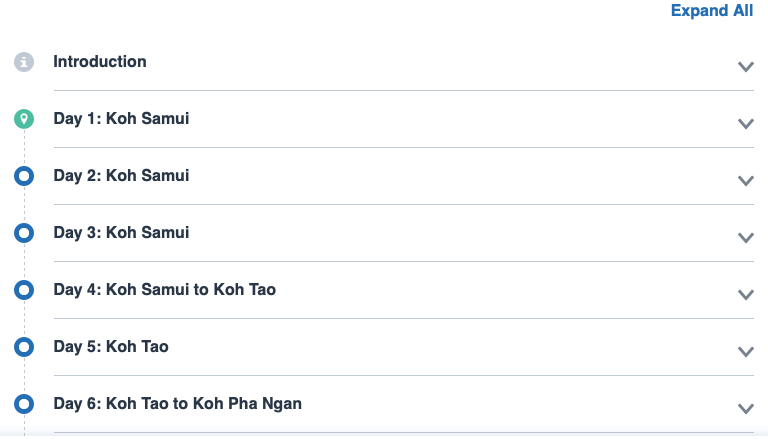 Expand All
Introduction
Day 1: Koh Samui
Day 2: Koh Samui
Day 3: Koh Samui
Day 4: Koh Samui to Koh Tao
Day 5: Koh Tao
Day 6: Koh Tao to Koh Pha Ngan